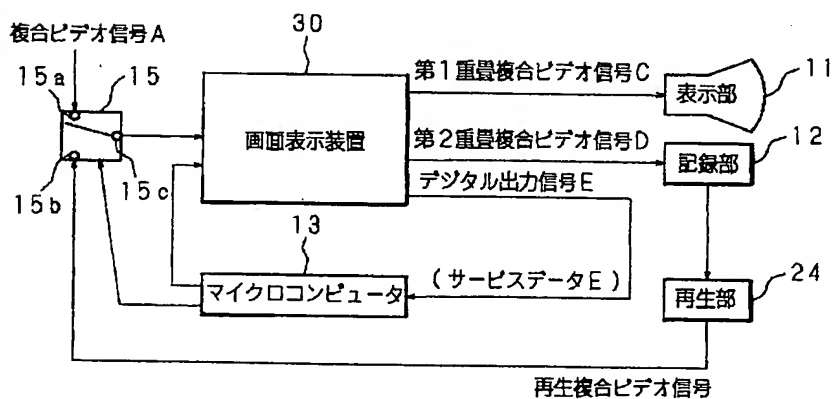 複合ビデオ信号A
15a
15
15b
15c
30
画面表示装置
第1重畳複合ビデオ信号C
表示部
11
第2重畳複合ビデオ信号D
記録部
12
デジタル出力信号E
13
マイクロコンピュータ
(サービスデータE)
再生部
24
再生複合ビデオ信号